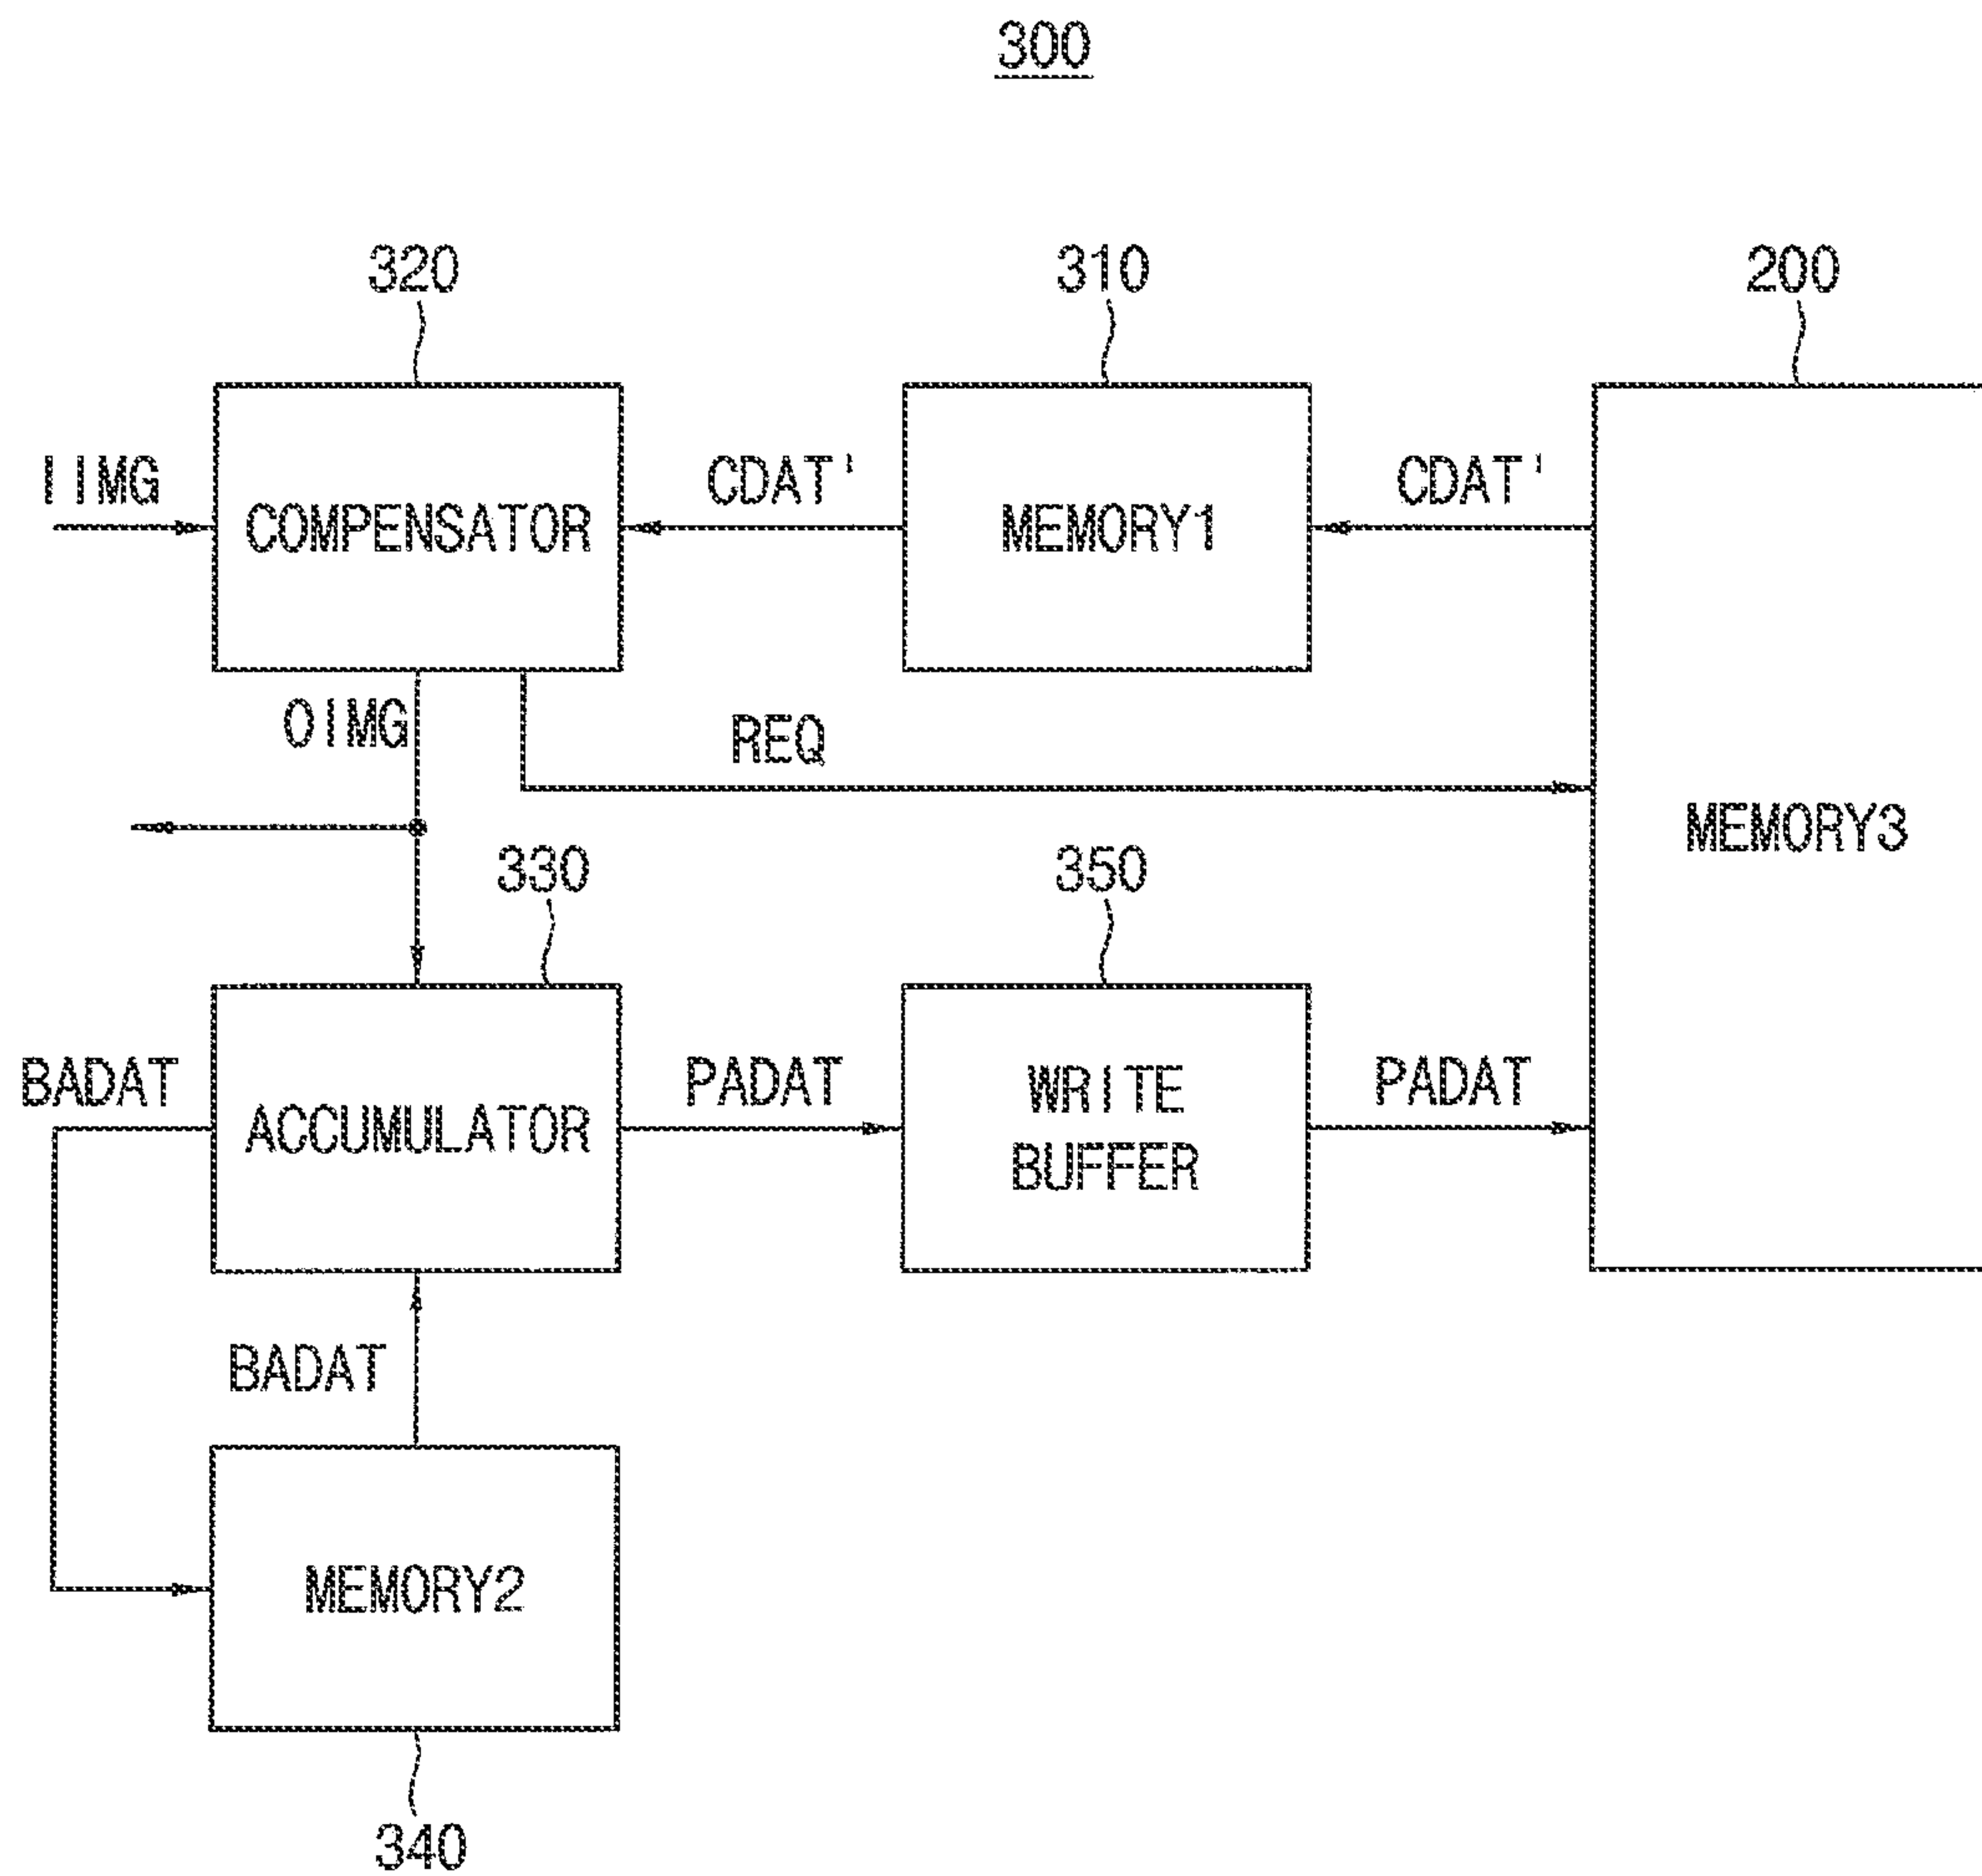 300
320
310
200
IIMG
CDAT'
CDAT'
COMPENSATOR
MEMORY1
OIMG
REQ
MEMORY3
330
350
BADAT
PADAT
PADAT
ACCUMULATOR
WRITE
BUFFER
BADAT
MEMORY2
340